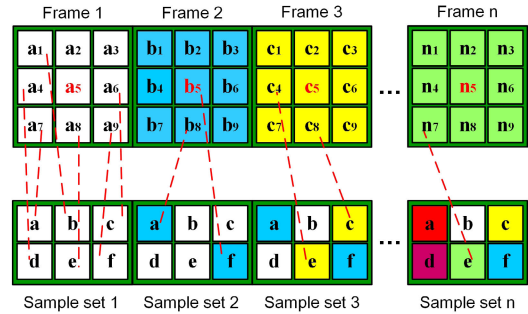 Frame 1 Frame 2 Frame 3 Frame n
a1 a2 a3 b1 b2 b3 c1 c2 c3 n1 n2 n3
a4 a5 a6 b4 b5 b6 c4 c5 c6 ... n4 n5 n6
a7 a8 a9 b7 b8 b9 c7 c8 c9 n7 n8 n9
a b c a b c a b c a b c
...
d e f d e f d e f d e f
Sample set 1 Sample set 2 Sample set 3 Sample set n